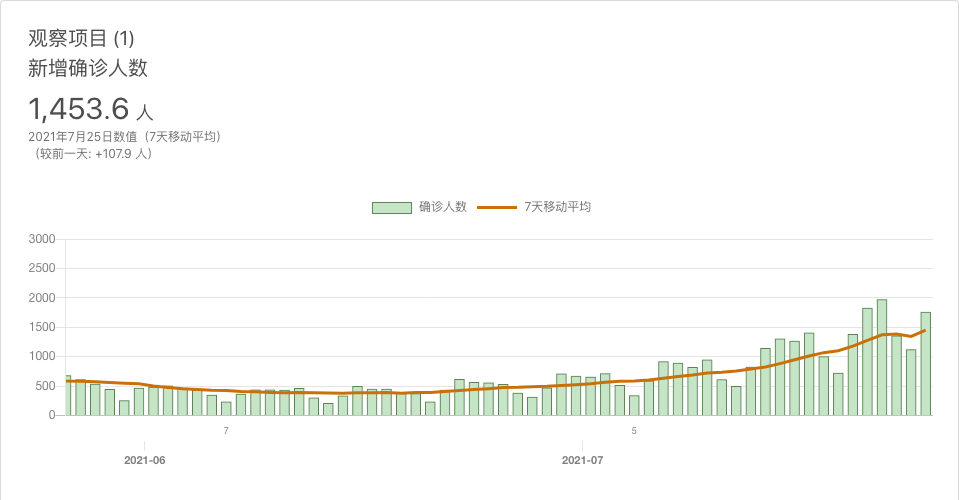 观察项目 (1)
新增确诊人数
1,453.6 人
2021年7月25日数值（7天移动平均）
（较前一天: +107.9 人）
确诊人数 7天移动平均
3000
2500
2000
1500
1000
500
0
7 5
2021-06 2021-07